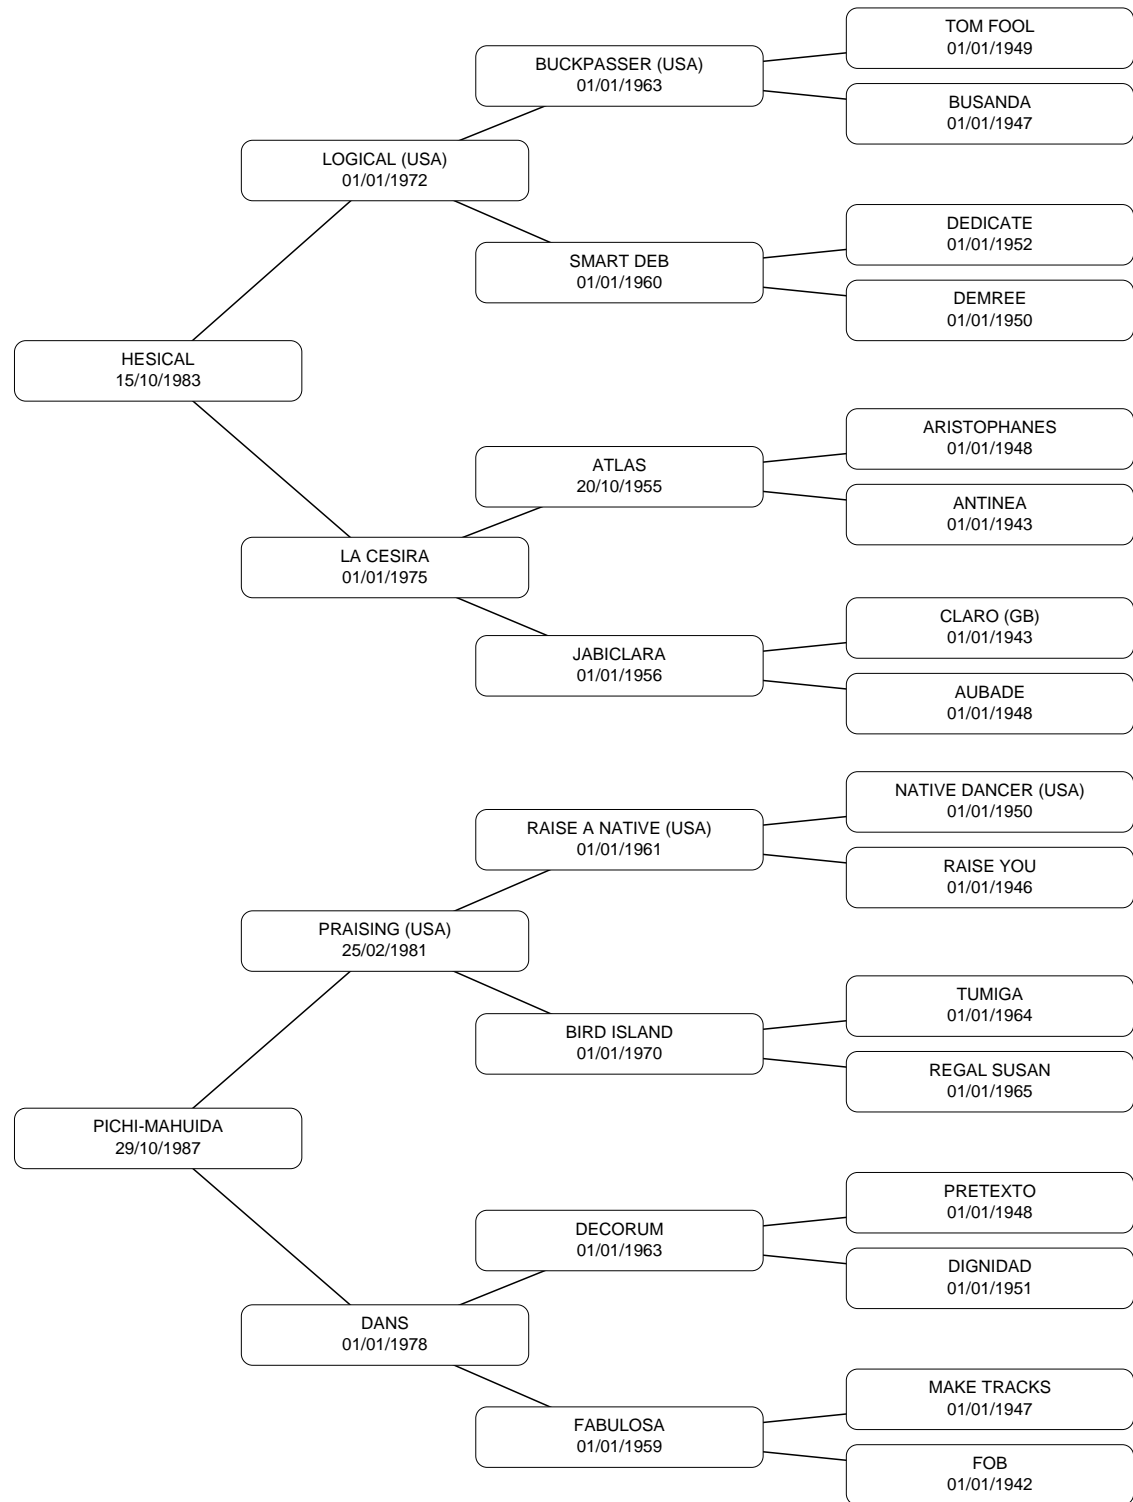 TOM FOOL
01/01/1949
BUCKPASSER (USA)
01/01/1963
BUSANDA
01/01/1947
LOGICAL (USA)
01/01/1972
DEDICATE
01/01/1952
SMART DEB
01/01/1960
DEMREE
01/01/1950
HESICAL
15/10/1983
ARISTOPHANES
01/01/1948
ATLAS
20/10/1955
ANTINEA
01/01/1943
LA CESIRA
01/01/1975
CLARO (GB)
01/01/1943
JABICLARA
01/01/1956
AUBADE
01/01/1948
NATIVE DANCER (USA)
01/01/1950
RAISE A NATIVE (USA)
01/01/1961
RAISE YOU
01/01/1946
PRAISING (USA)
25/02/1981
TUMIGA
01/01/1964
BIRD ISLAND
01/01/1970
REGAL SUSAN
01/01/1965
PICHI-MAHUIDA
29/10/1987
PRETEXTO
01/01/1948
DECORUM
01/01/1963
DIGNIDAD
01/01/1951
DANS
01/01/1978
MAKE TRACKS
01/01/1947
FABULOSA
01/01/1959
FOB
01/01/1942